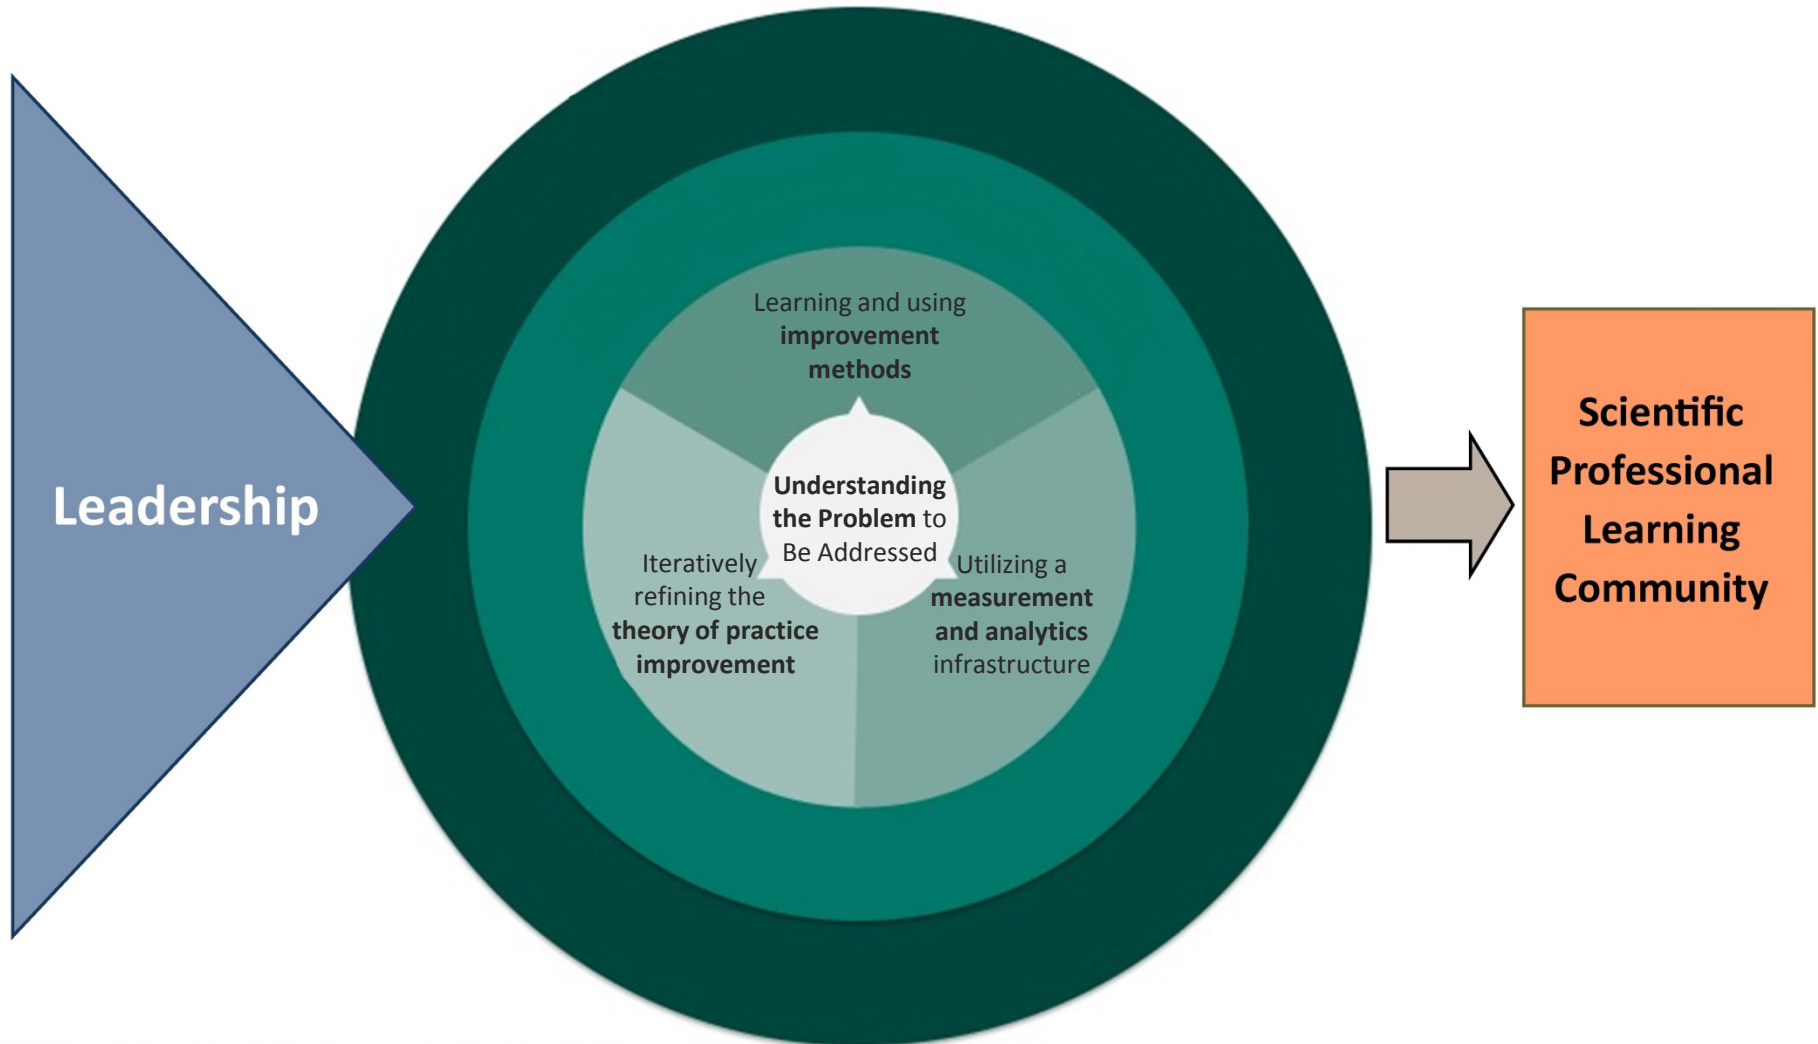 Leadership
Learning and using
improvement
methods
Understanding
the Problem to
Be Addressed
Iteratively
refining the
theory of practice
improvement
Utilizing a
measurement
and analytics
infrastructure
Scientific
Professional
Learning
Community